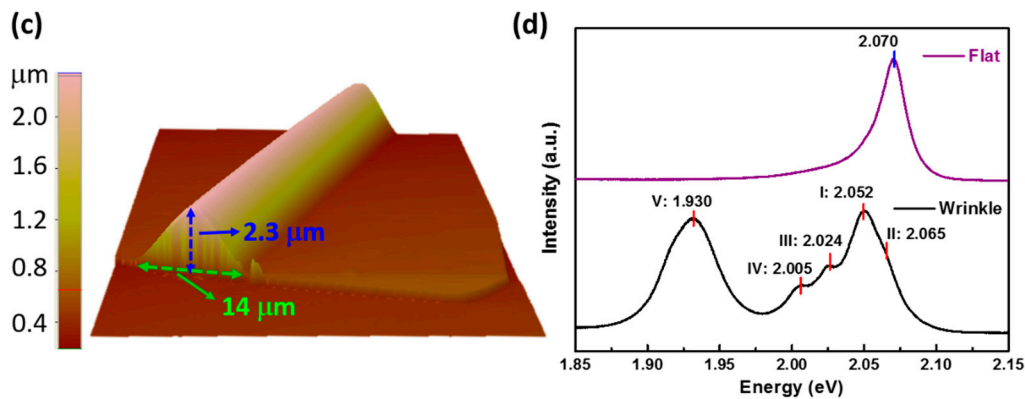 (c)
μm
2.0
1.6
1.2
0.8
0.4
2.3 μm
14 μm
(d)
2.070
Flat
V: 1.930
IV: 2.005
III: 2.024
I: 2.052
II: 2.065
Wrinkle
Intensity (a.u.)
1.85 1.90 1.95 2.00 2.05 2.10 2.15
Energy (eV)